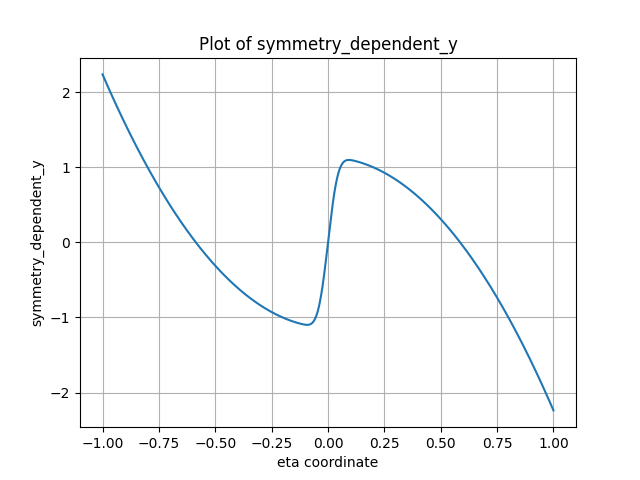 Plot of symmetry_dependent_y
symmetry_dependent_y
2
1
0
−1
−2
−1.00 −0.75 −0.50 −0.25 0.00 0.25 0.50 0.75 1.00
eta coordinate